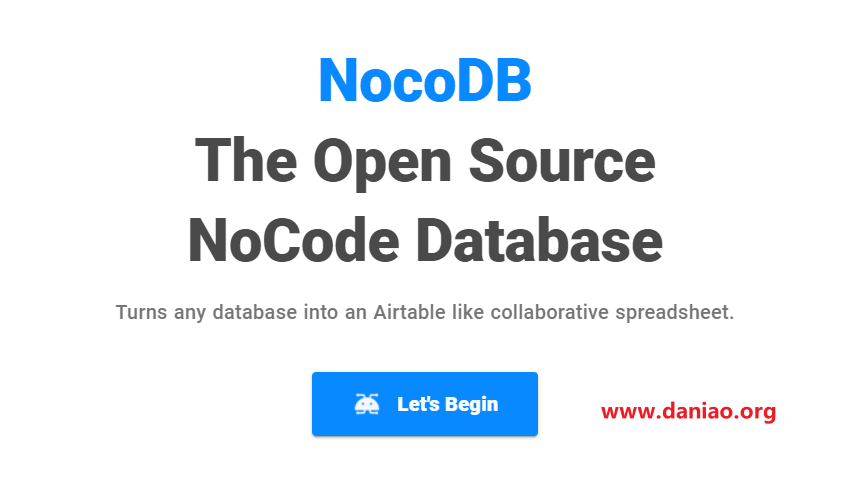 NocoDB
The Open Source
NoCode Database
Turns any database into an Airtable like collaborative spreadsheet.
Let's Begin
www.daniao.org